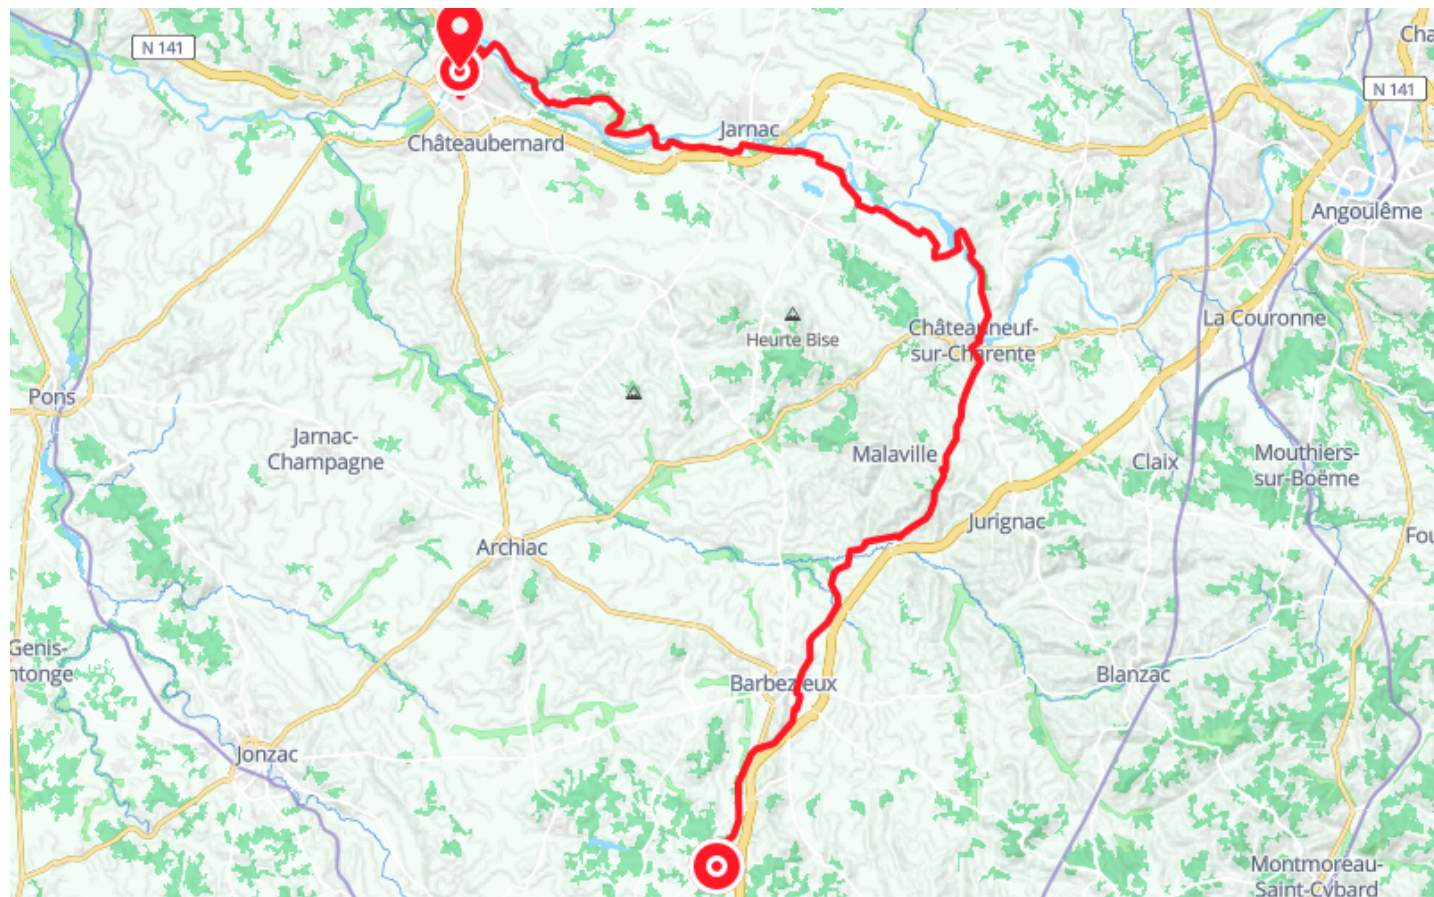 N 141
Cha
N 141
Châteaubernard
Jarnac
Angoulême
La Couronne
Châteauneuf-
sur-Charente
Heurte Bise
Pons
Jarnac-
Champagne
Malaville
Claix
Mouthiers-
sur-Boëme
Jurignac
Archiac
Fou
Genis-
ntonge
Barbezieux
Blanzac
Jonzac
Montmoreau-
Saint-Cybard